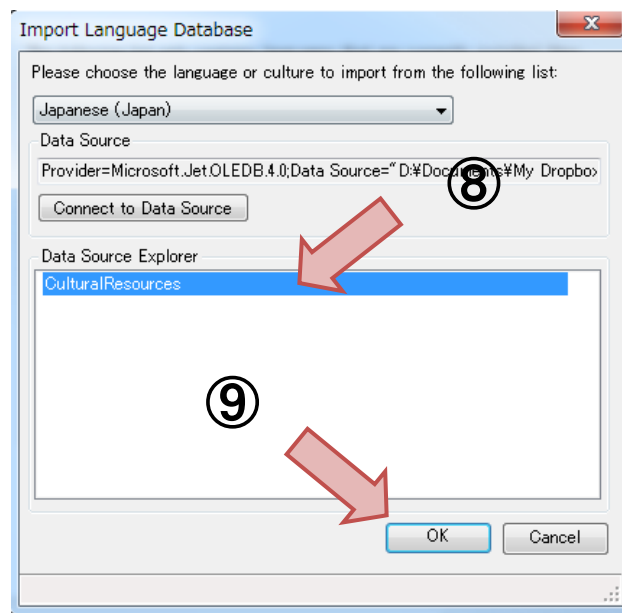 Import Language Database
Please choose the language or culture to import from the following list:
Japanese (Japan)
Data Source
Provider=Microsoft.Jet.OLEDB.4.0;Data Source="D:¥Documents¥My Dropbox
⑧
Connect to Data Source
Data Source Explorer
CulturalResources
⑨
OK
Cancel